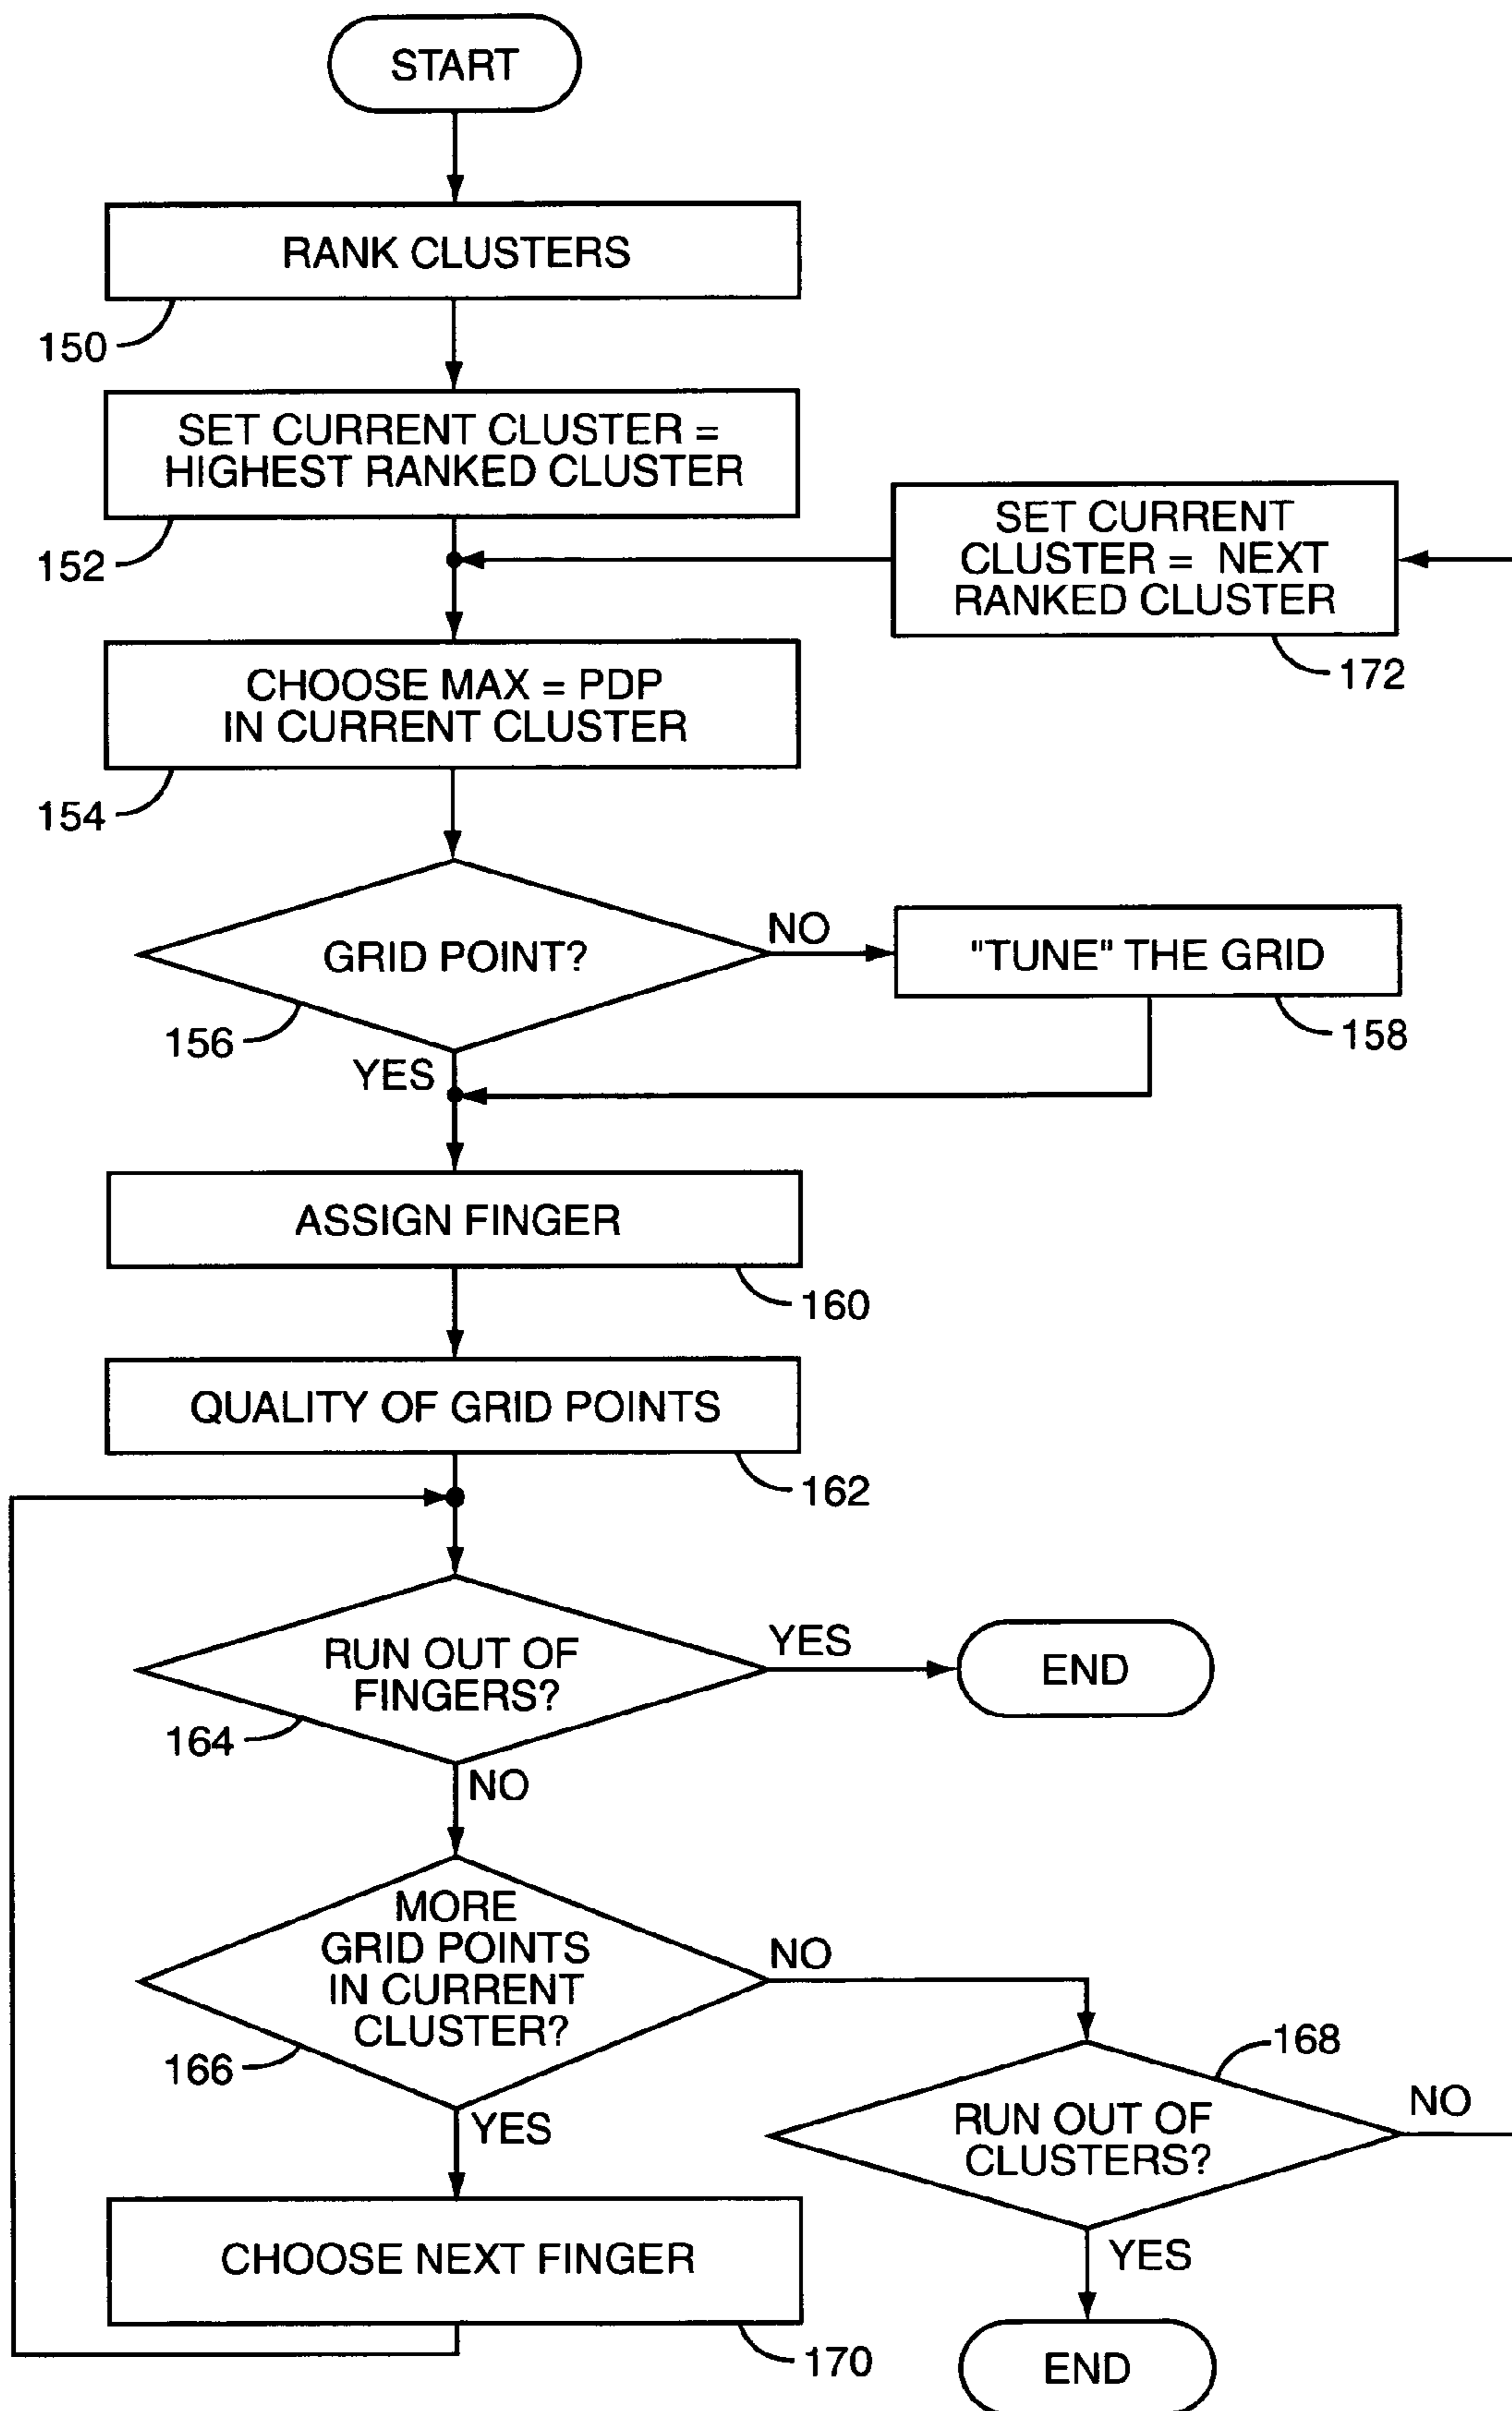 START
RANK CLUSTERS
150
SET CURRENT CLUSTER =
HIGHEST RANKED CLUSTER
152
SET CURRENT
CLUSTER = NEXT
RANKED CLUSTER
172
CHOOSE MAX = PDP
IN CURRENT CLUSTER
154
GRID POINT?
156
NO
"TUNE" THE GRID
158
YES
ASSIGN FINGER
160
QUALITY OF GRID POINTS
162
RUN OUT OF
FINGERS?
164
YES
END
NO
MORE
GRID POINTS
IN CURRENT
CLUSTER?
166
NO
168
RUN OUT OF
CLUSTERS?
NO
YES
CHOOSE NEXT FINGER
170
YES
END